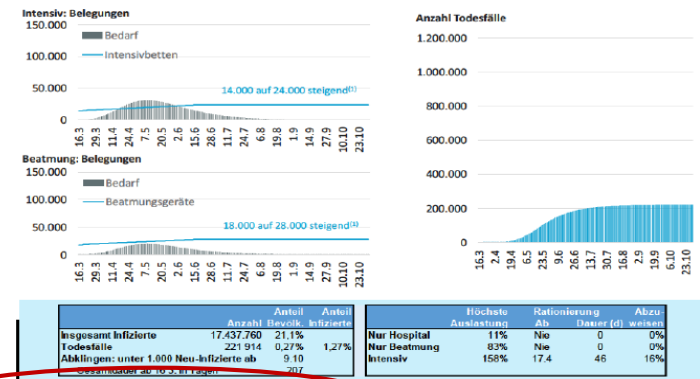 Intensiv: Belegungen
150.000
Bedarf
100.000
Intensivbetten
14.000 auf 24.000 steigend(1)
50.000
0
16.3 29.3 11.4 24.4 7.5 20.5 2.6 15.6 28.6 11.7 24.7 6.8 19.8 1.9 14.9 27.9 10.10 23.10
Beatmung: Belegungen
150.000
Bedarf
100.000
Beatmungsgeräte
18.000 auf 28.000 steigend(1)
50.000
0
16.3 29.3 11.4 24.4 7.5 20.5 2.6 15.6 28.6 11.7 24.7 6.8 19.8 1.9 14.9 27.9 10.10 23.10
Anzahl Todesfälle
1.200.000
1.000.000
800.000
600.000
400.000
200.000
0
16.3 2.4 19.4 6.5 23.5 9.6 26.6 13.7 30.7 16.8 2.9 19.9 6.10 23.10
Anteil Anteil
Anzahl Bevölk. Infizierte
Insgesamt Infizierte 17.437.760 21,1%
Todesfälle 221 914 0,27% 1,27%
Abklingen: unter 1.000 Neu-Infizierte ab 9.10
Gesamtdauer ab 16 3. in Tagen 207
Höchste Rationierung Abzu-
Auslastung Ab Dauer (d) weisen
Nur Hospital 11% Nie 0 0%
Nur Beatmung 83% Nie 0 0%
Intensiv 158% 17.4 46 16%